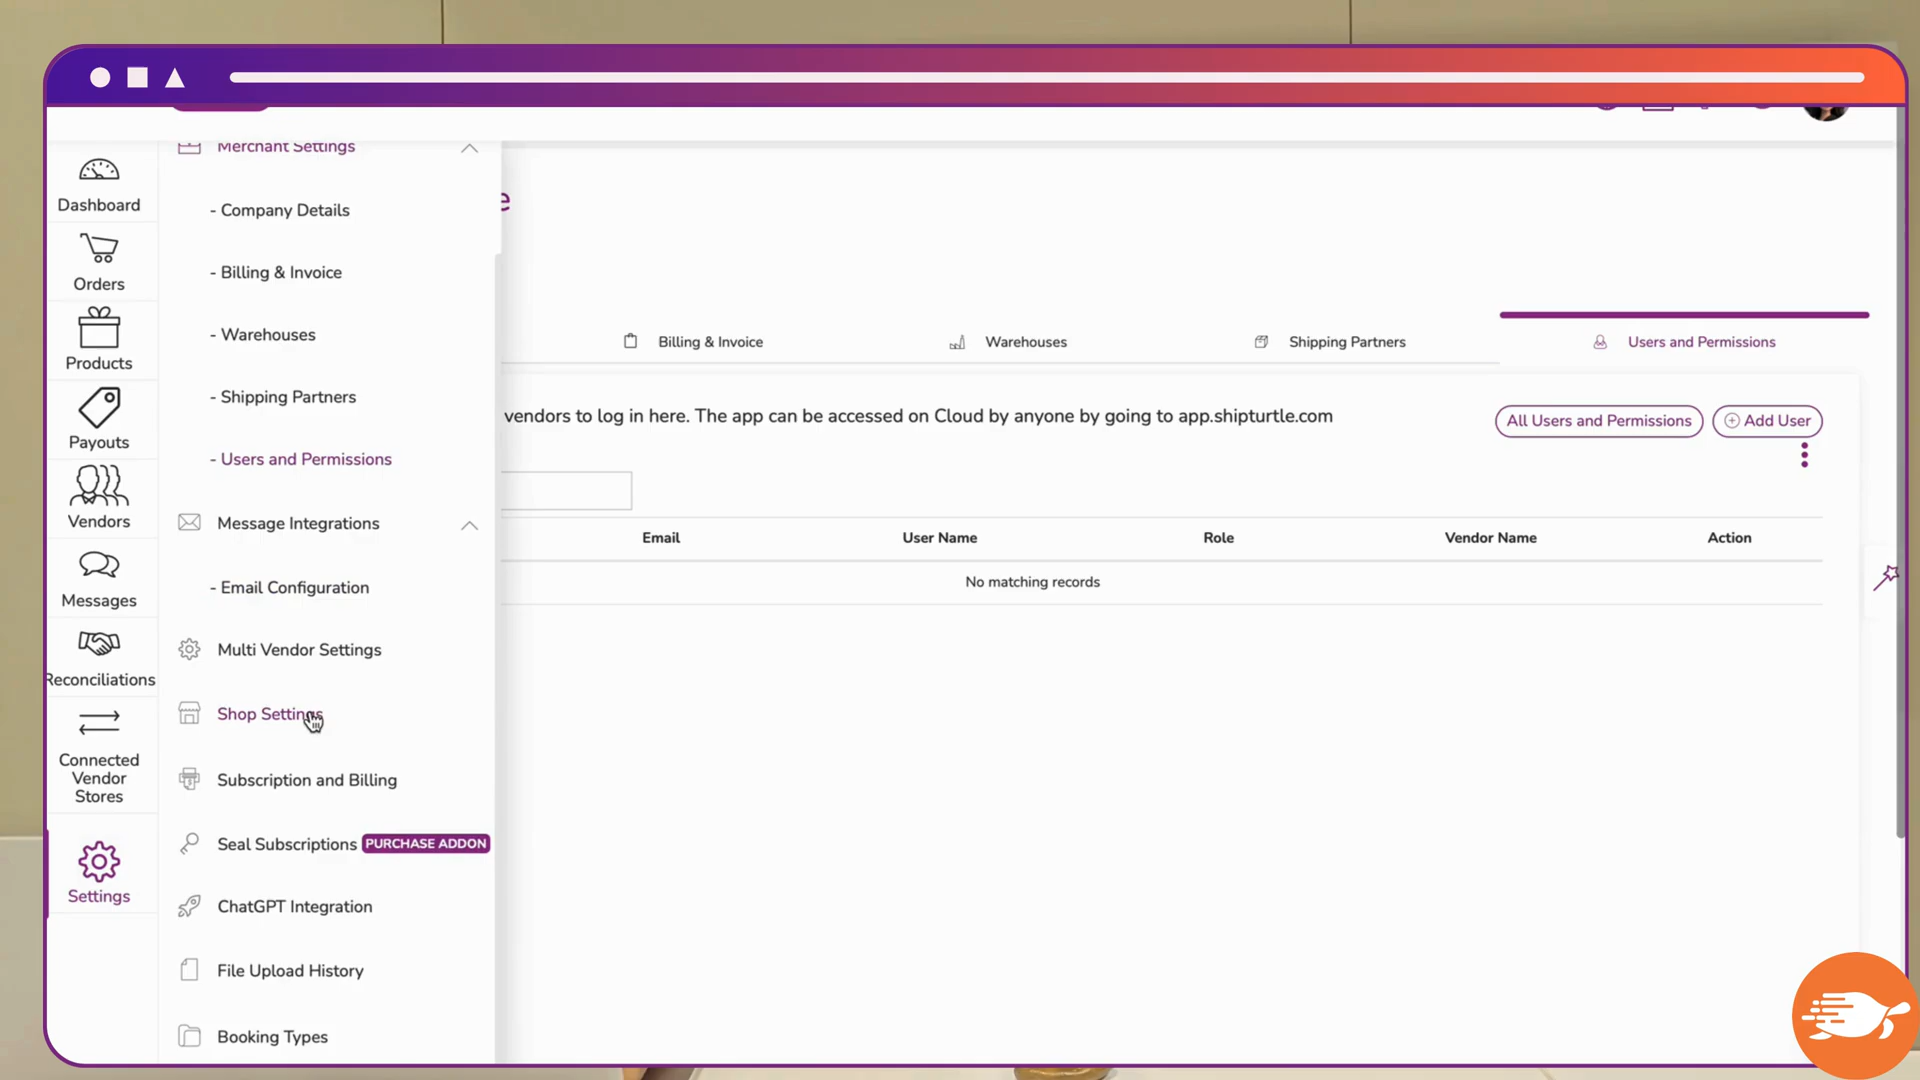 Merchant Settings
- Company Details
- Billing & Invoice
- Warehouses
- Shipping Partners
- Users and Permissions
Message Integrations
- Email Configuration
Multi Vendor Settings
Shop Settings
Subscription and Billing
Seal Subscriptions PURCHASE ADDON
ChatGPT Integration
File Upload History
Booking Types
Dashboard
Orders
Products
Payouts
Vendors
Messages
Reconciliations
Connected
Vendor
Stores
Settings
e
Billing & Invoice
Warehouses
Shipping Partners
Users and Permissions
vendors to log in here. The app can be accessed on Cloud by anyone by going to app.shipturtle.com
All Users and Permissions
Add User
Email
User Name
Role
Vendor Name
Action
No matching records